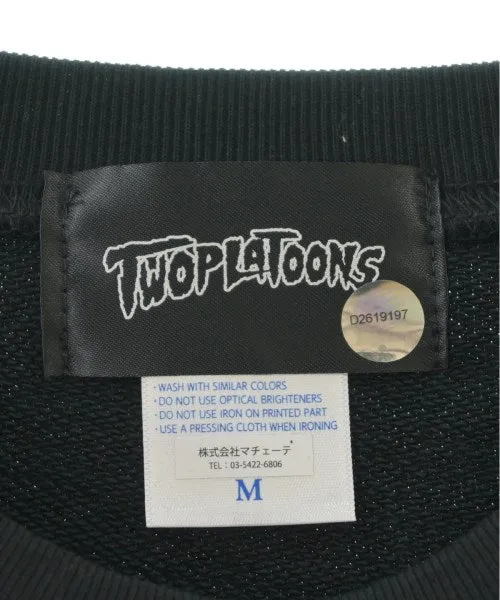 TWOPLATOONS
D2619197
・WASH WITH SIMILAR COLORS
・DO NOT USE OPTICAL BRIGHTENERS
・DO NOT USE IRON ON PRINTED PART
・USE A PRESSING CLOTH WHEN IRONING
株式会社マチェーテ
TEL：03-5422-6806
M